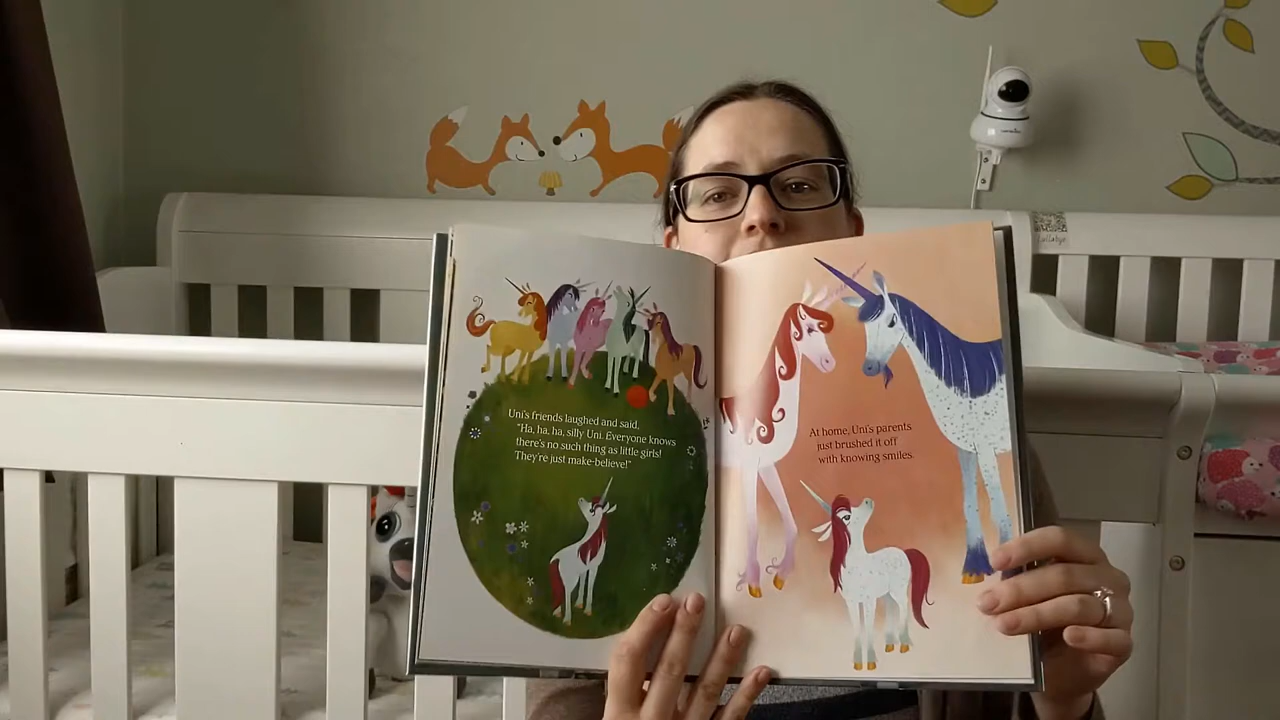 Uni's friends laughed and said,
"Ha, ha, ha, silly Uni. Everyone knows
there's no such thing as little girls!
They're just make-believe!"
At home, Uni's parents
just brushed it off
with knowing smiles.